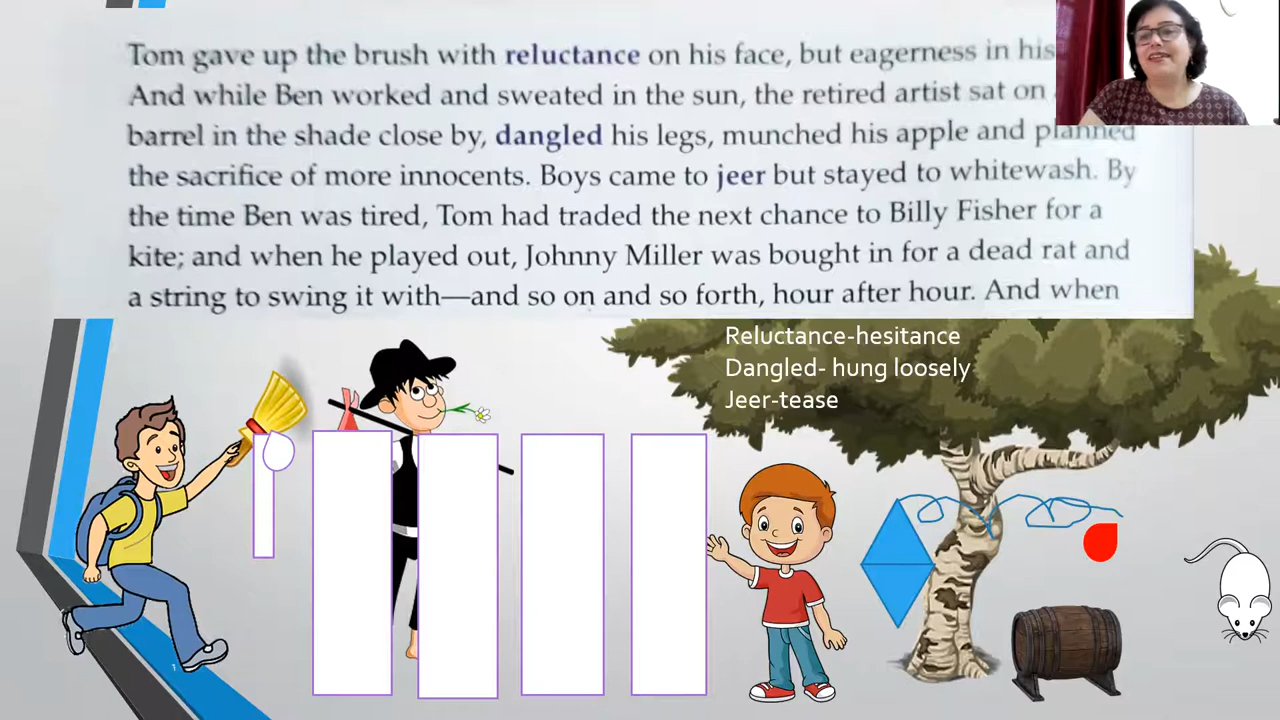 Tom gave up the brush with reluctance on his face, but eagerness in his
And while Ben worked and sweated in the sun, the retired artist sat on
barrel in the shade close by, dangled his legs, munched his apple and planned
the sacrifice of more innocents. Boys came to jeer but stayed to whitewash. By
the time Ben was tired, Tom had traded the next chance to Billy Fisher for a
kite; and when he played out, Johnny Miller was bought in for a dead rat and
a string to swing it with—and so on and so forth, hour after hour. And when
Reluctance-hesitance
Dangled- hung loosely
Jeer-tease